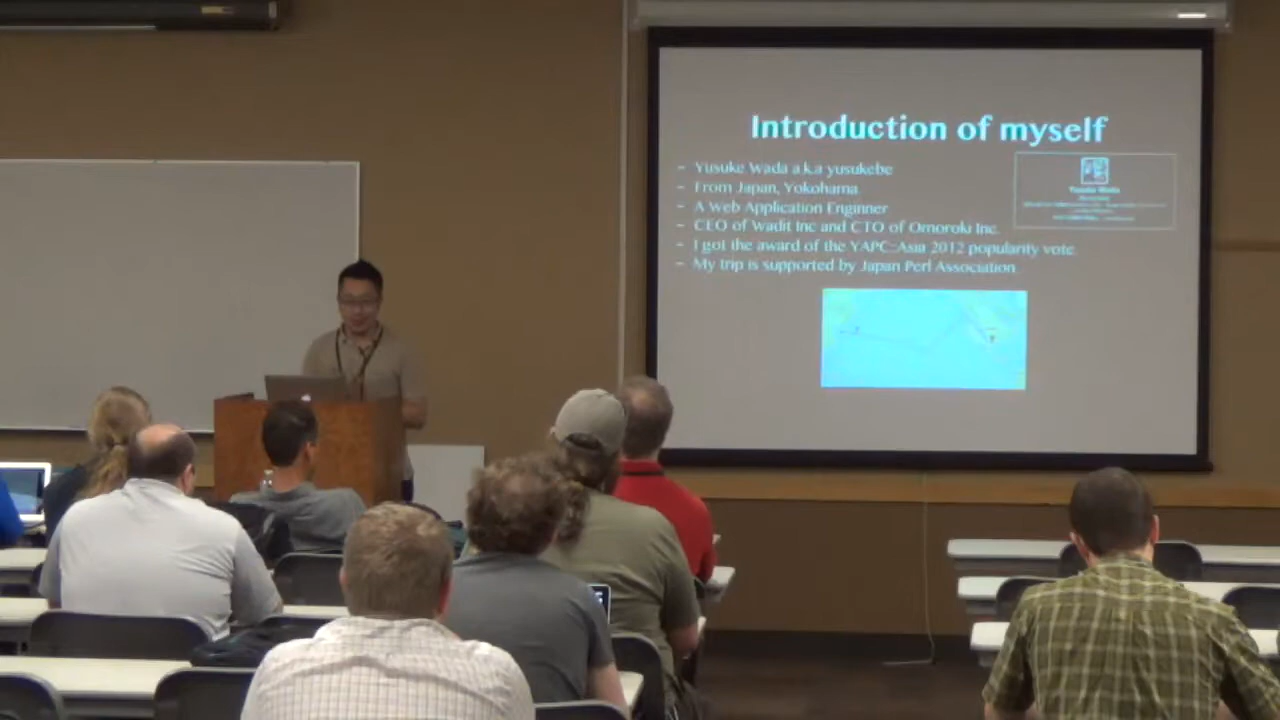 Introduction of myself
- Yusuke Wada a.k.a yusukebe
- From Japan, Yokohama
- A Web Application Enginner
- CEO of Wadit Inc and CTO of Omoroki Inc.
- I got the award of the YAPC::Asia 2012 popularity vote.
- My trip is supported by Japan Perl Association
Yusuke Wada